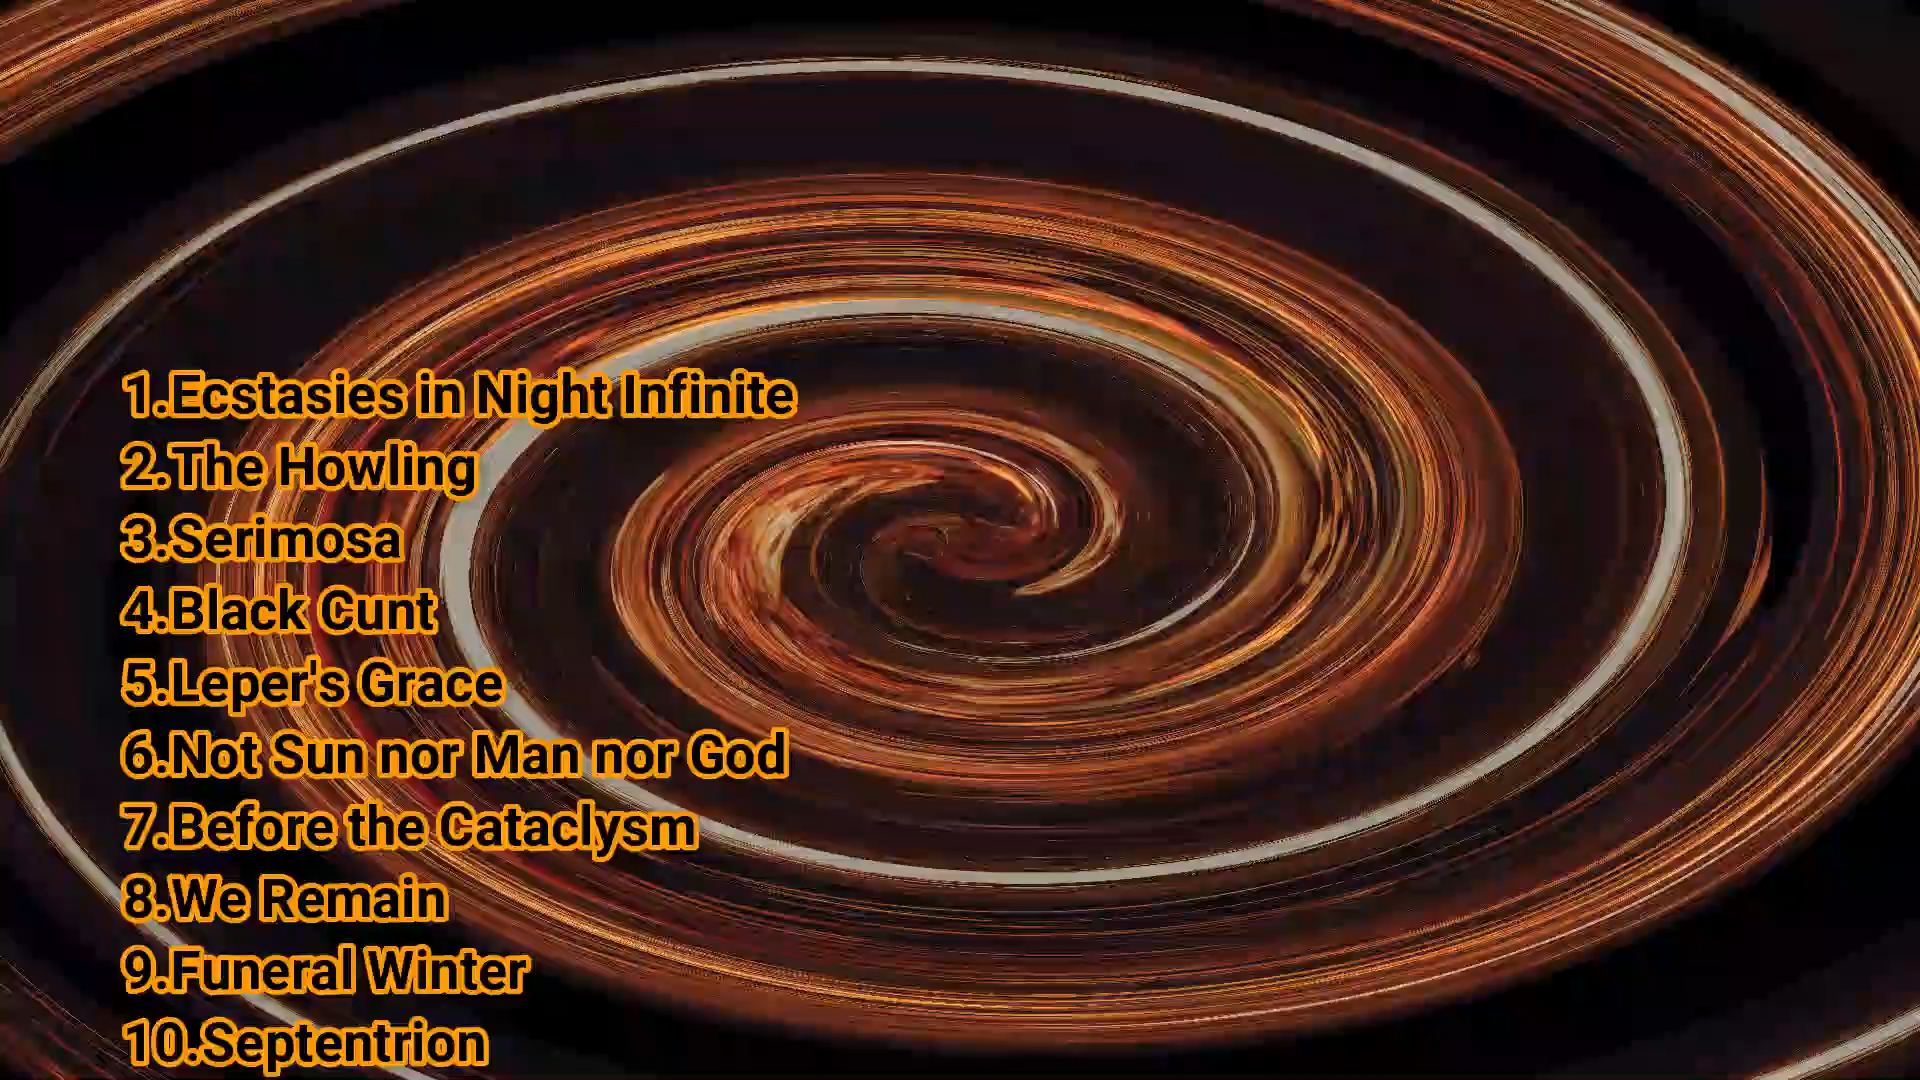 1.Ecstasies in Night Infinite
2.The Howling
3.Serimosa
4.Black Cunt
5.Leper's Grace
6.Not Sun nor Man nor God
7.Before the Cataclysm
8.We Remain
9.Funeral Winter
10.Septentrion